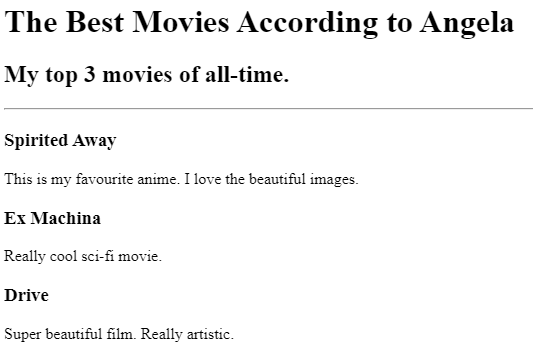 The Best Movies According to Angela
My top 3 movies of all-time.
Spirited Away
This is my favourite anime. I love the beautiful images.
Ex Machina
Really cool sci-fi movie.
Drive
Super beautiful film. Really artistic.